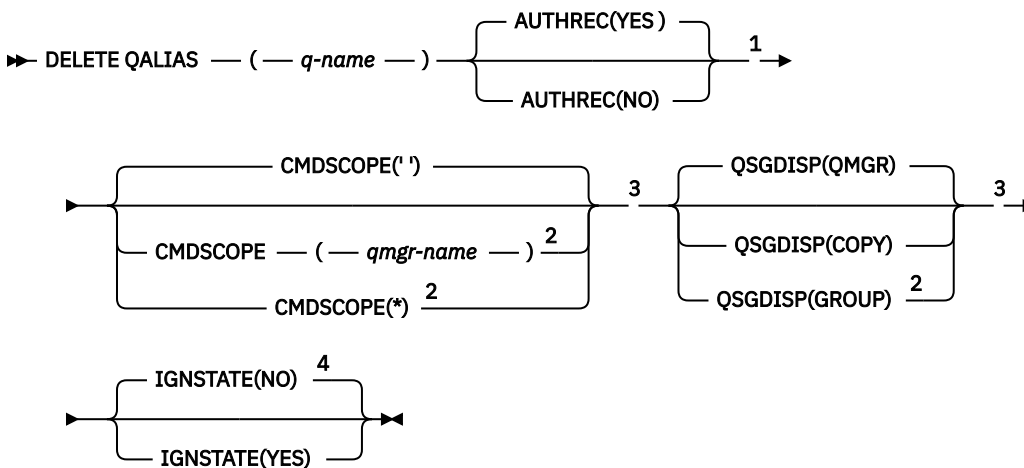 AUTHREC(YES )
DELETE QALIAS ( q-name ) 1
AUTHREC(NO)
CMDSCOPE(' ') 3
CMDSCOPE ( qmgr-name ) 2
CMDSCOPE(*) 2
QSGDISP(QMGR) 3
QSGDISP(COPY)
QSGDISP(GROUP) 2
IGNSTATE(NO) 4
IGNSTATE(YES)